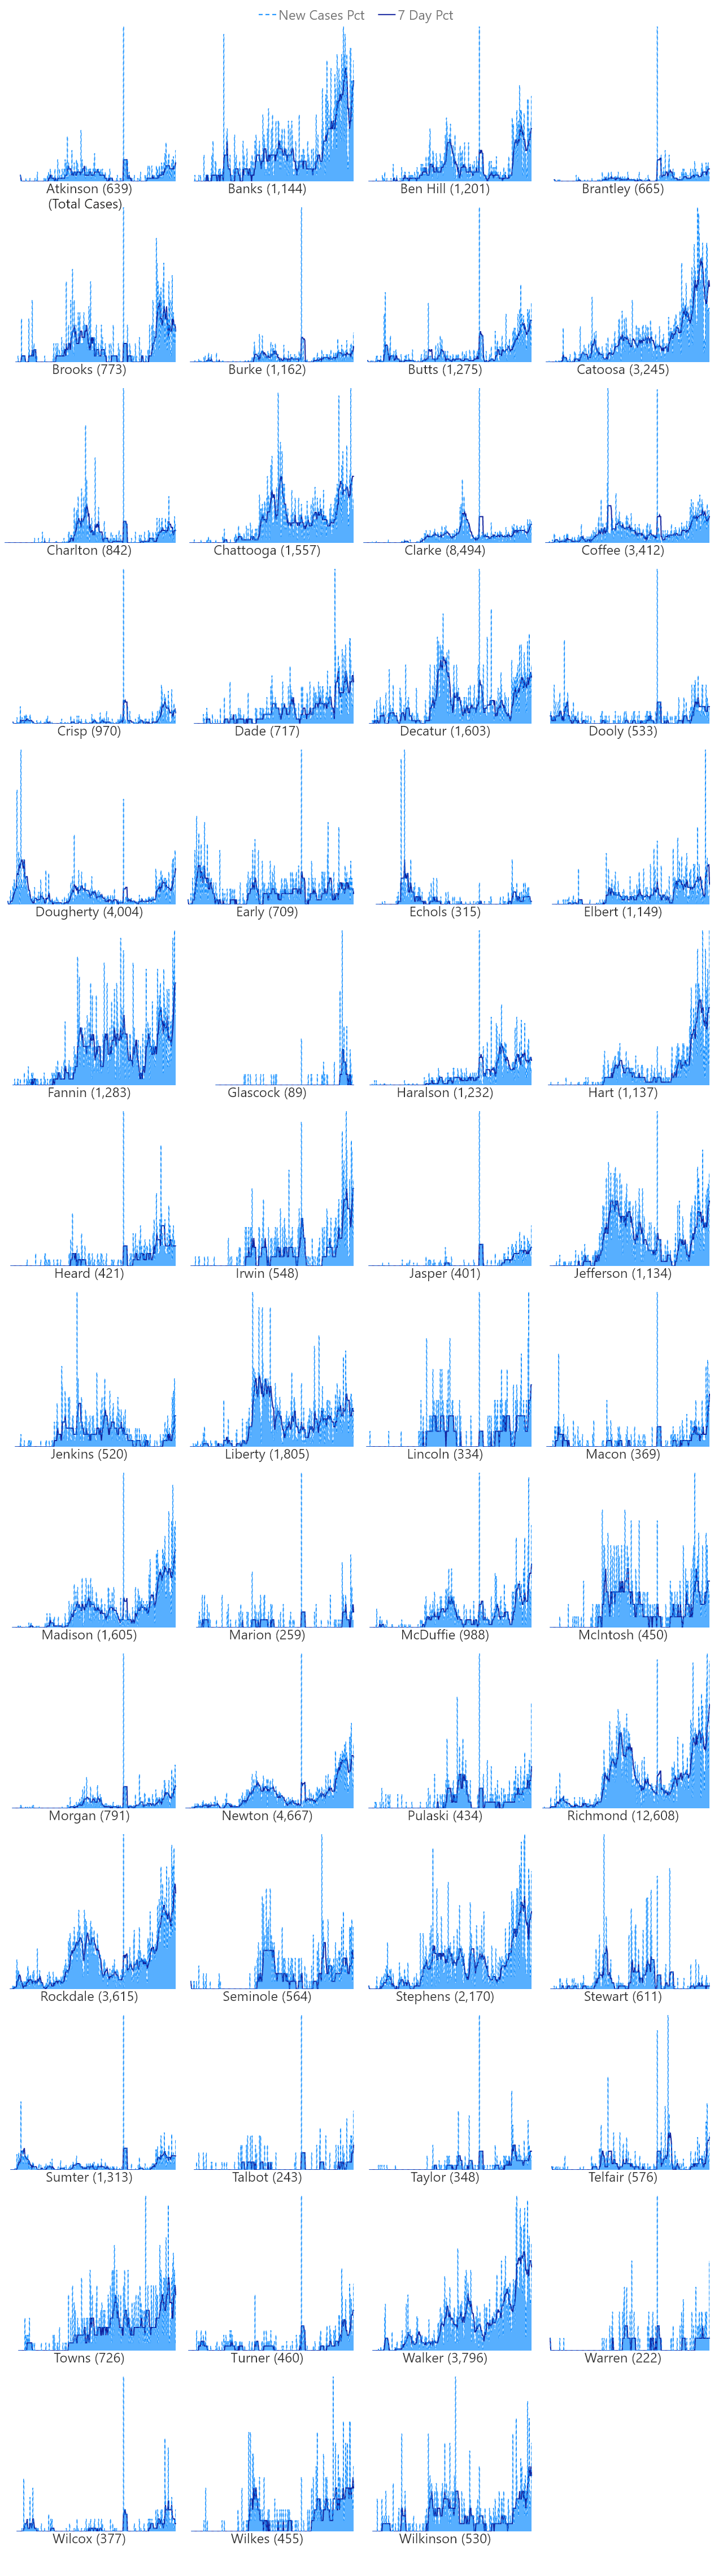 New Cases Pct 7 Day Pct
Atkinson (639) Banks (1,144) Ben Hill (1,201) Brantley (665)
(Total Cases)
Brooks (773) Burke (1,162) Butts (1,275) Catoosa (3,245)
Charlton (842) Chattooga (1,557) Clarke (8,494) Coffee (3,412)
Crisp (970) Dade (717) Decatur (1,603) Dooly (533)
Dougherty (4,004) Early (709) Echols (315) Elbert (1,149)
Fannin (1,283) Glascock (89) Haralson (1,232) Hart (1,137)
Heard (421) Irwin (548) Jasper (401) Jefferson (1,134)
Jenkins (520) Liberty (1,805) Lincoln (334) Macon (369)
Madison (1,605) Marion (259) McDuffie (988) McIntosh (450)
Morgan (791) Newton (4,667) Pulaski (434) Richmond (12,608)
Rockdale (3,615) Seminole (564) Stephens (2,170) Stewart (611)
Sumter (1,313) Talbot (243) Taylor (348) Telfair (576)
Towns (726) Turner (460) Walker (3,796) Warren (222)
Wilcox (377) Wilkes (455) Wilkinson (530)